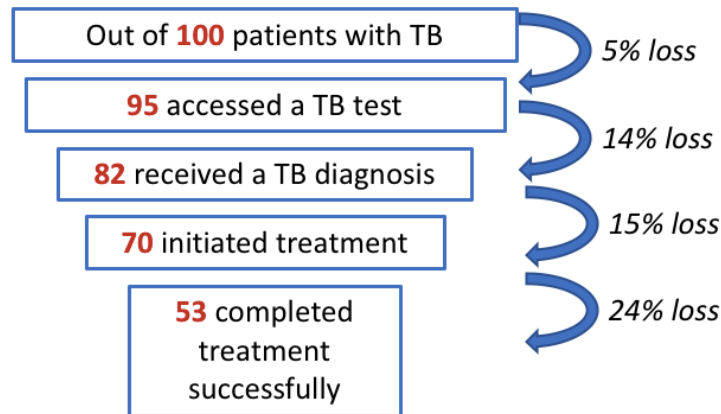 Out of 100 patients with TB
5% loss
95 accessed a TB test
14% loss
82 received a TB diagnosis
15% loss
70 initiated treatment
24% loss
53 completed
treatment
successfully